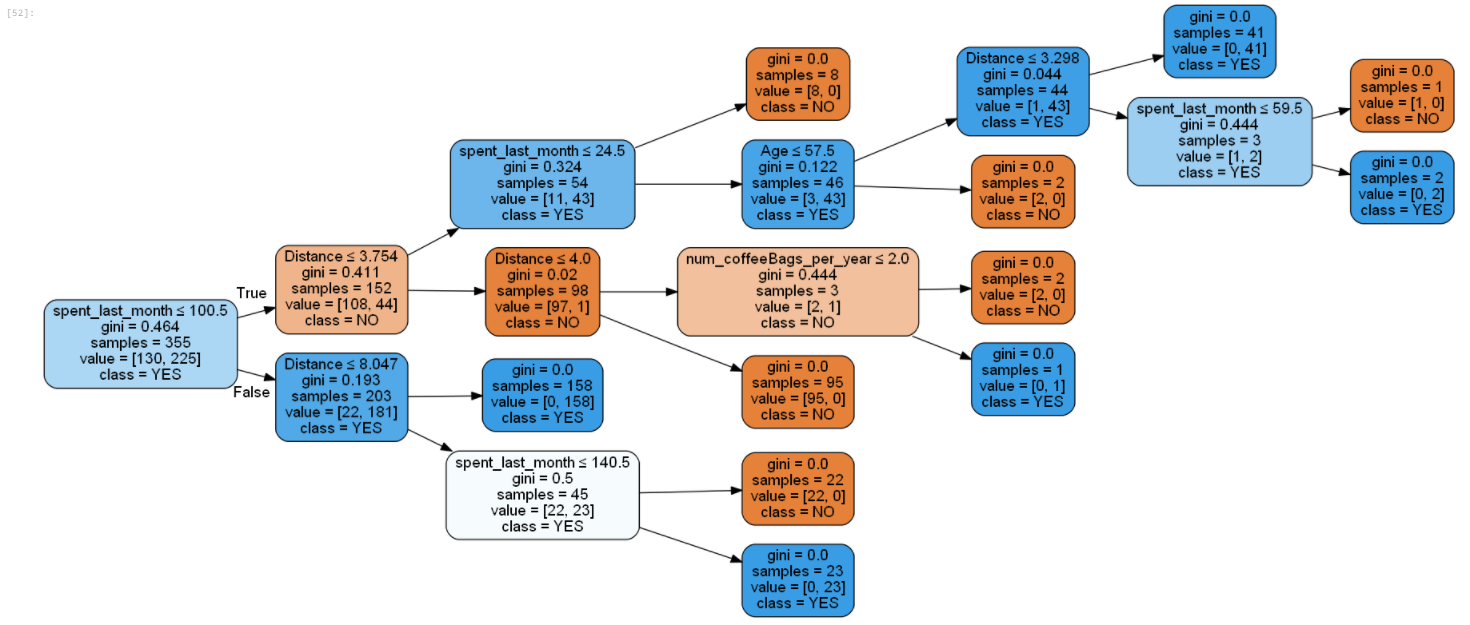 [52]:
spent_last_month ≤ 100.5
gini = 0.464
samples = 355
value = [130, 225]
class = YES
True
False
Distance ≤ 3.754
gini = 0.411
samples = 152
value = [108, 44]
class = NO
Distance ≤ 8.047
gini = 0.193
samples = 203
value = [22, 181]
class = YES
spent_last_month ≤ 24.5
gini = 0.324
samples = 54
value = [11, 43]
class = YES
Distance ≤ 4.0
gini = 0.02
samples = 98
value = [97, 1]
class = NO
gini = 0.0
samples = 158
value = [0, 158]
class = YES
spent_last_month ≤ 140.5
gini = 0.5
samples = 45
value = [22, 23]
class = YES
gini = 0.0
samples = 8
value = [8, 0]
class = NO
Age ≤ 57.5
gini = 0.122
samples = 46
value = [3, 43]
class = YES
num_coffeeBags_per_year ≤ 2.0
gini = 0.444
samples = 3
value = [2, 1]
class = NO
gini = 0.0
samples = 95
value = [95, 0]
class = NO
gini = 0.0
samples = 22
value = [22, 0]
class = NO
gini = 0.0
samples = 23
value = [0, 23]
class = YES
Distance ≤ 3.298
gini = 0.044
samples = 44
value = [1, 43]
class = YES
gini = 0.0
samples = 2
value = [2, 0]
class = NO
gini = 0.0
samples = 2
value = [2, 0]
class = NO
gini = 0.0
samples = 1
value = [0, 1]
class = YES
gini = 0.0
samples = 41
value = [0, 41]
class = YES
spent_last_month ≤ 59.5
gini = 0.444
samples = 3
value = [1, 2]
class = YES
gini = 0.0
samples = 1
value = [1, 0]
class = NO
gini = 0.0
samples = 2
value = [0, 2]
class = YES